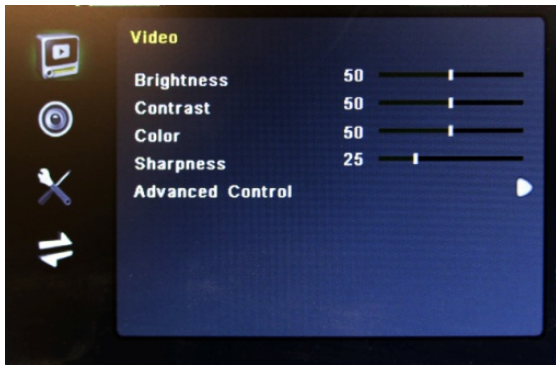 Video
Brightness 50
Contrast 50
Color 50
Sharpness 25
Advanced Control